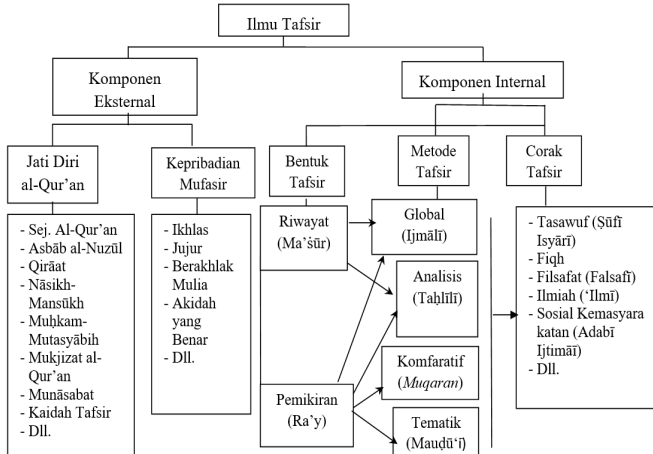 Ilmu Tafsir
Komponen
Eksternal
Komponen Internal
Jati Diri
al-Qur’an
Kepribadian
Mufasir
Bentuk
Tafsir
Metode
Tafsir
Corak
Tafsir
- Sej. Al-Qur’an
- Asbāb al-Nuzūl
- Qirāat
- Nāsikh-
Mansūkh
- Muḥkam-
Mutasyābih
- Mukjizat al-
Qur’an
- Munāsabat
- Kaidah Tafsir
- Dll.
- Ikhlas
- Jujur
- Berakhlak
Mulia
- Akidah
yang
Benar
- Dll.
Riwayat
(Ma’ṡūr)
Pemikiran
(Ra’y)
Global
(Ijmālī)
Analisis
(Taḥlīlī)
Komfaratif
(Muqaran)
Tematik
(Mauḍū‘ī)
- Tasawuf (Ṣūfī
Isyārī)
- Fiqh
- Filsafat (Falsafī)
- Ilmiah (‘Ilmī)
- Sosial Kemasyara
katan (Adabī
Ijtimāī)
- Dll.